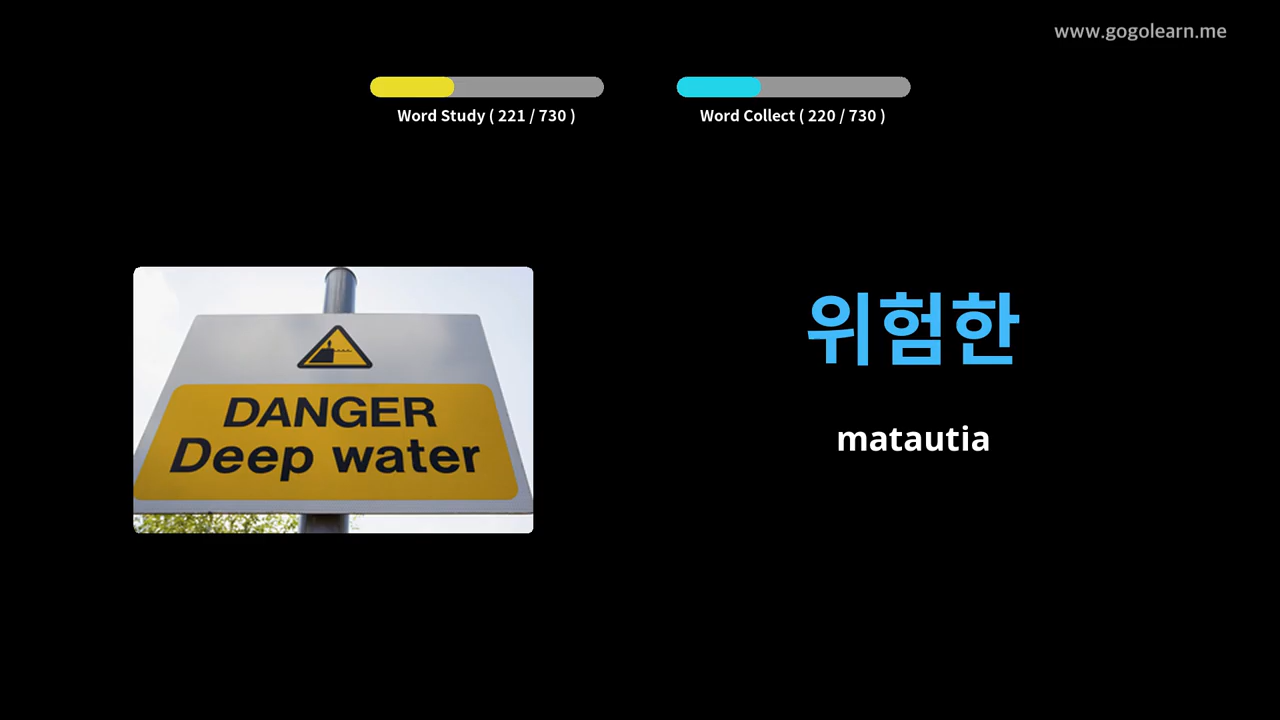 www.gogolearn.me
Word Study ( 221 / 730 )
Word Collect ( 220 / 730 )
DANGER
Deep water
위험한
matautia